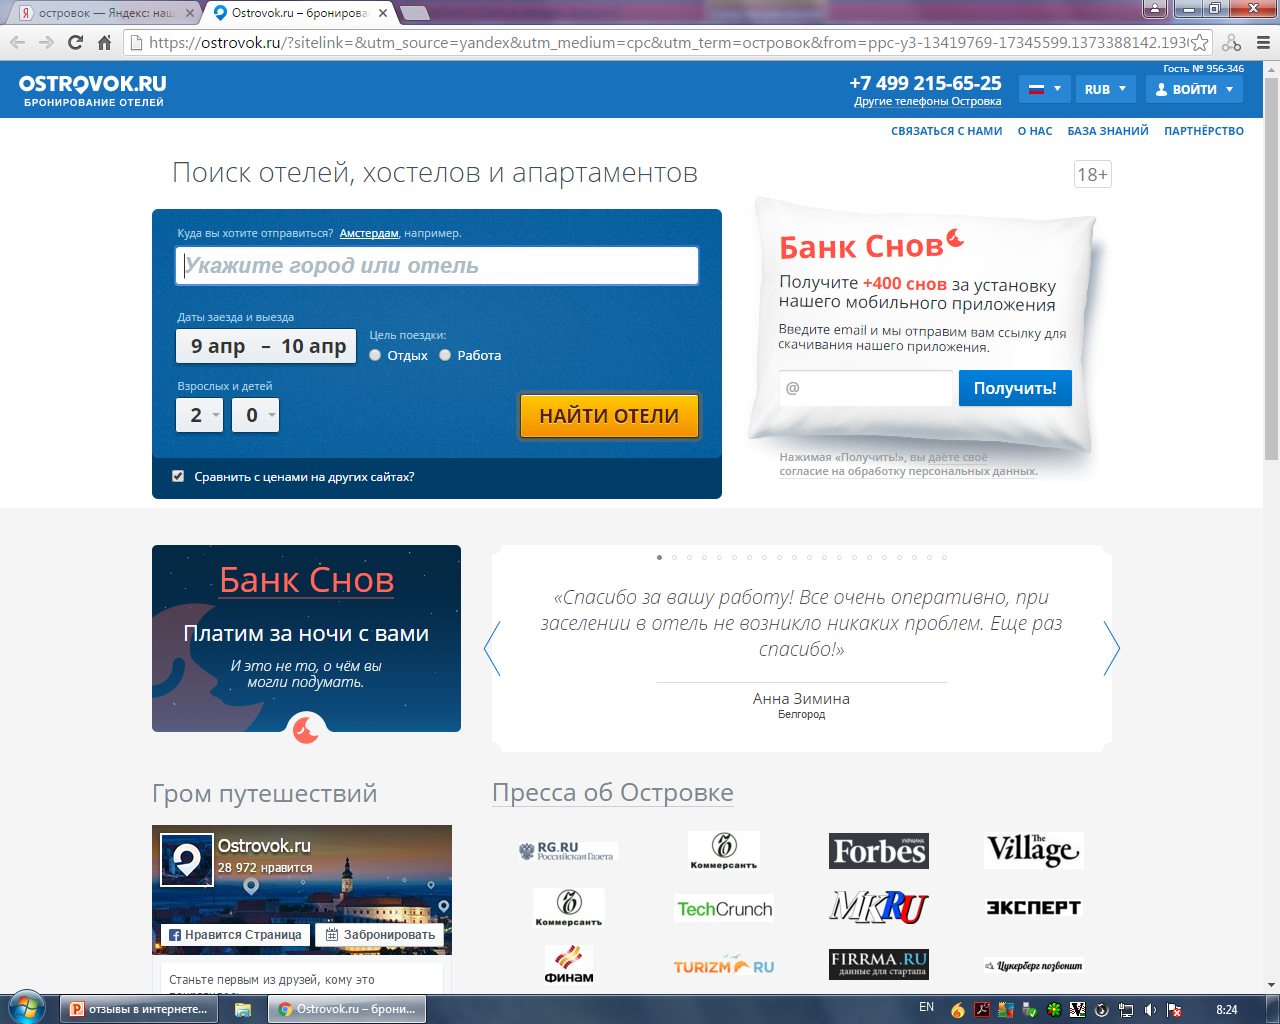 островок — Яндекс: наш
Ostrovok.ru – бронирова
https://ostrovok.ru/?sitelink=&utm_source=yandex&utm_medium=cpc&utm_term=островок&from=ppc-y3-13419769-17345599.1373388142.1930
Гость № 956-346
OSTROVOK.RU
БРОНИРОВАНИЕ ОТЕЛЕЙ
+7 499 215-65-25
Другие телефоны Островка
RUB
ВОЙТИ
СВЯЗАТЬСЯ С НАМИ О НАС БАЗА ЗНАНИЙ ПАРТНЁРСТВО
Поиск отелей, хостелов и апартаментов
18+
Куда вы хотите отправиться? Амстердам, например.
Укажите город или отель
Даты заезда и выезда
9 апр – 10 апр
Цель поездки:
Отдых Работа
Взрослых и детей
2 0
НАЙТИ ОТЕЛИ
Сравнить с ценами на других сайтах?
Банк Снов
Получите +400 снов за установку
нашего мобильного приложения
Введите email и мы отправим вам ссылку для
скачивания нашего приложения.
@
Получить!
Нажимая «Получить!», вы даёте своё
согласие на обработку персональных данных.
Банк Снов
Платим за ночи с вами
И это не то, о чём вы
могли подумать.
«Спасибо за вашу работу! Все очень оперативно, при
заселении в отель не возникло никаких проблем. Еще раз
спасибо!»
Анна Зимина
Белгород
Гром путешествий
Ostrovok.ru
28 972 нравится
Нравится Страница
Забронировать
Станьте первым из друзей, кому это
Пресса об Островке
RG.RU
Российская Газета
Коммерсантъ
Forbes
УКРАИНА
The Village
Коммерсантъ
TechCrunch
MKRU
ЭКСПЕРТ
ФИНАМ
TURIZM RU
FIRRMA.RU
данные для стартапа
Цукерберг позвонит
отзывы в интернете...
Ostrovok.ru – брони...
EN
8:24